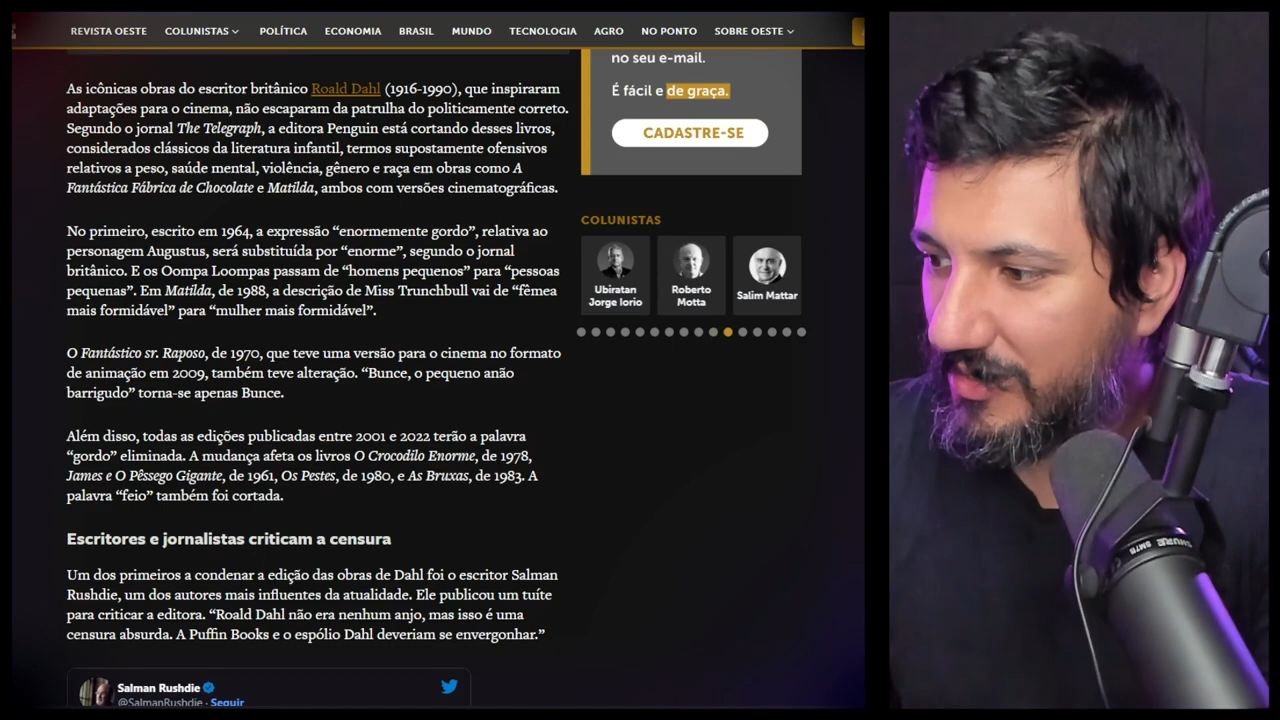 REVISTA OESTE COLUNISTAS POLÍTICA ECONOMIA BRASIL MUNDO TECNOLOGIA AGRO NO PONTO SOBRE OESTE
As icônicas obras do escritor britânico Roald Dahl (1916-1990), que inspiraram
adaptações para o cinema, não escaparam da patrulha do politicamente correto.
Segundo o jornal The Telegraph, a editora Penguin está cortando desses livros,
considerados clássicos da literatura infantil, termos supostamente ofensivos
relativos a peso, saúde mental, violência, gênero e raça em obras como A
Fantástica Fábrica de Chocolate e Matilda, ambos com versões cinematográficas.
No primeiro, escrito em 1964, a expressão “enormemente gordo”, relativa ao
personagem Augustus, será substituída por “enorme”, segundo o jornal
britânico. E os Oompa Loompas passam de “homens pequenos” para “pessoas
pequenas”. Em Matilda, de 1988, a descrição de Miss Trunchbull vai de “fêmea
mais formidável” para “mulher mais formidável”.
O Fantástico sr. Raposo, de 1970, que teve uma versão para o cinema no formato
de animação em 2009, também teve alteração. “Bunce, o pequeno anão
barrigudo” torna-se apenas Bunce.
Além disso, todas as edições publicadas entre 2001 e 2022 terão a palavra
“gordo” eliminada. A mudança afeta os livros O Crocodilo Enorme, de 1978,
James e O Pêssego Gigante, de 1961, Os Pestes, de 1980, e As Bruxas, de 1983. A
palavra “feio” também foi cortada.
Escritores e jornalistas criticam a censura
Um dos primeiros a condenar a edição das obras de Dahl foi o escritor Salman
Rushdie, um dos autores mais influentes da atualidade. Ele publicou um tuíte
para criticar a editora. “Roald Dahl não era nenhum anjo, mas isso é uma
censura absurda. A Puffin Books e o espólio Dahl deveriam se envergonhar.”
Salman Rushdie
@SalmanRushdie · Seguir
no seu e-mail.
É fácil e de graça.
CADASTRE-SE
COLUNISTAS
Ubiratan
Jorge Iorio
Roberto
Motta
Salim Mattar
SHURE SM7B